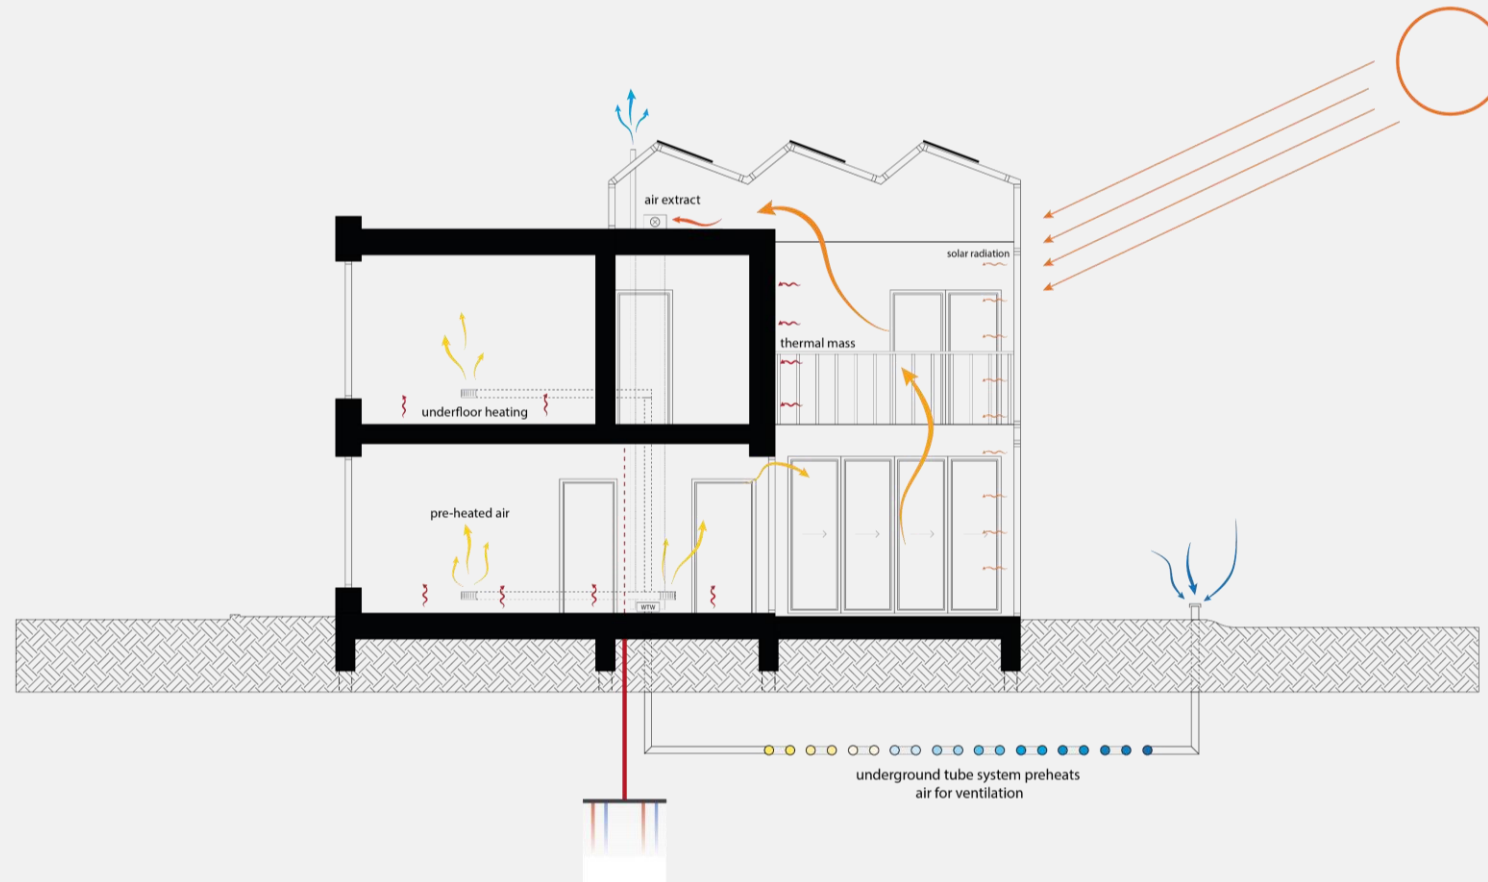 air extract
solar radiation
thermal mass
underfloor heating
pre-heated air
WTW
underground tube system preheats
air for ventilation